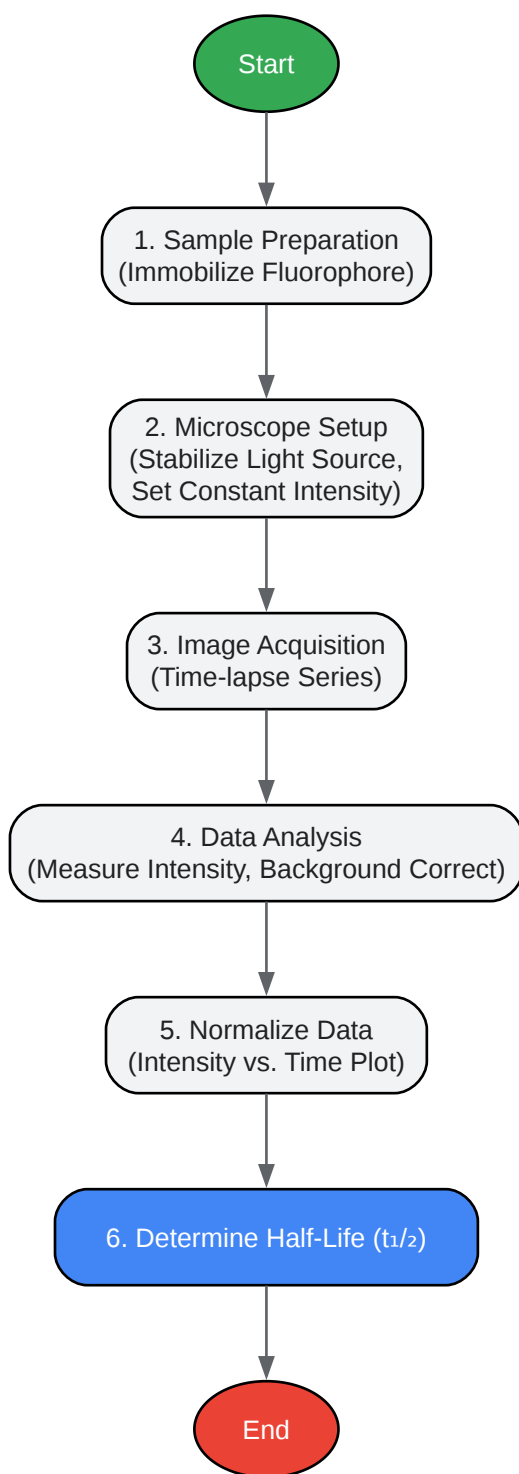 Start
1. Sample Preparation
(Immobilize Fluorophore)
2. Microscope Setup
(Stabilize Light Source,
Set Constant Intensity)
3. Image Acquisition
(Time-lapse Series)
4. Data Analysis
(Measure Intensity, Background Correct)
5. Normalize Data
(Intensity vs. Time Plot)
6. Determine Half-Life (t₁/₂)
End